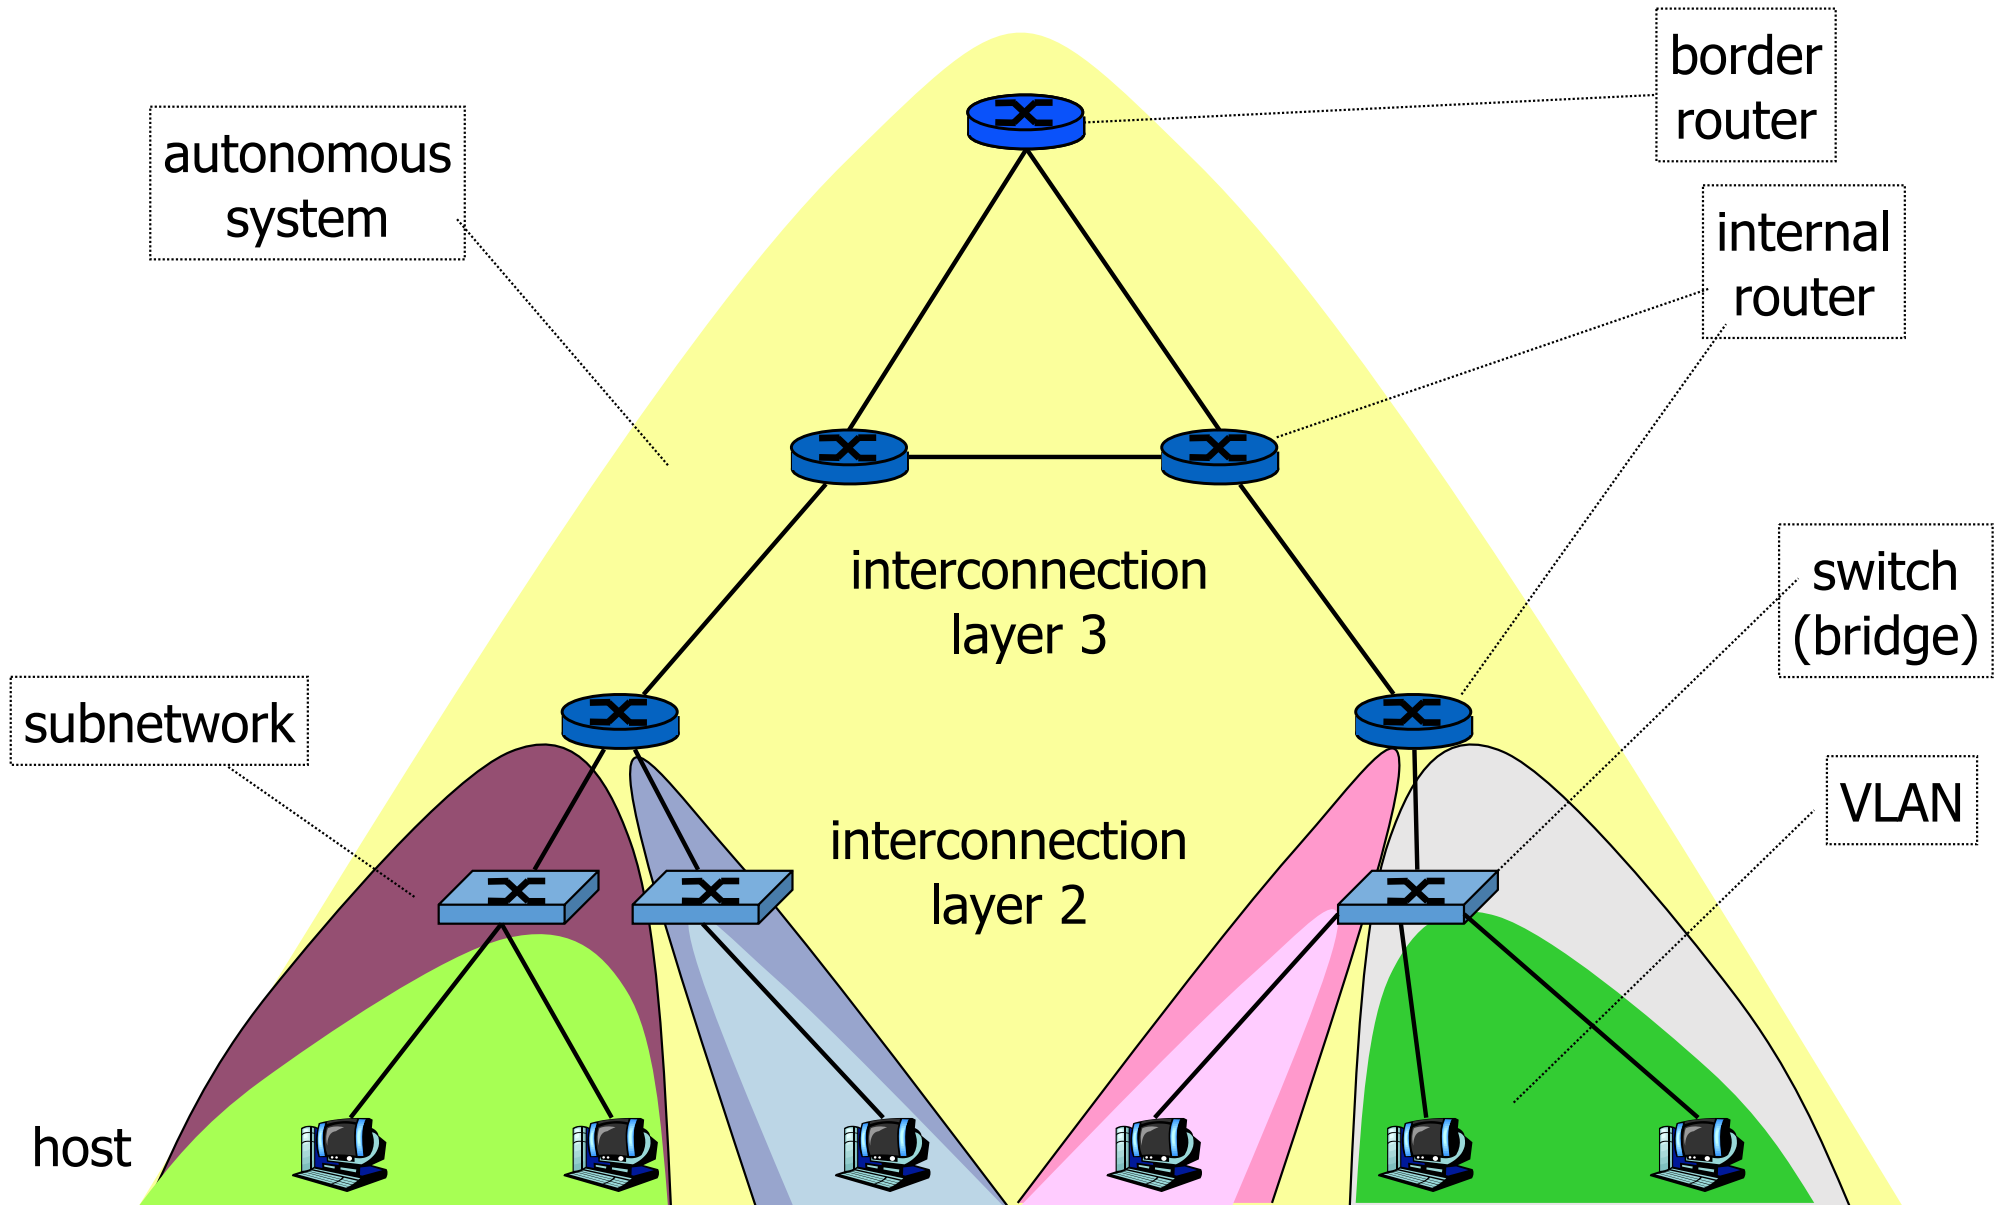 border
router
autonomous
system
internal
router
interconnection
layer 3
switch
(bridge)
subnetwork
VLAN
interconnection
layer 2
host